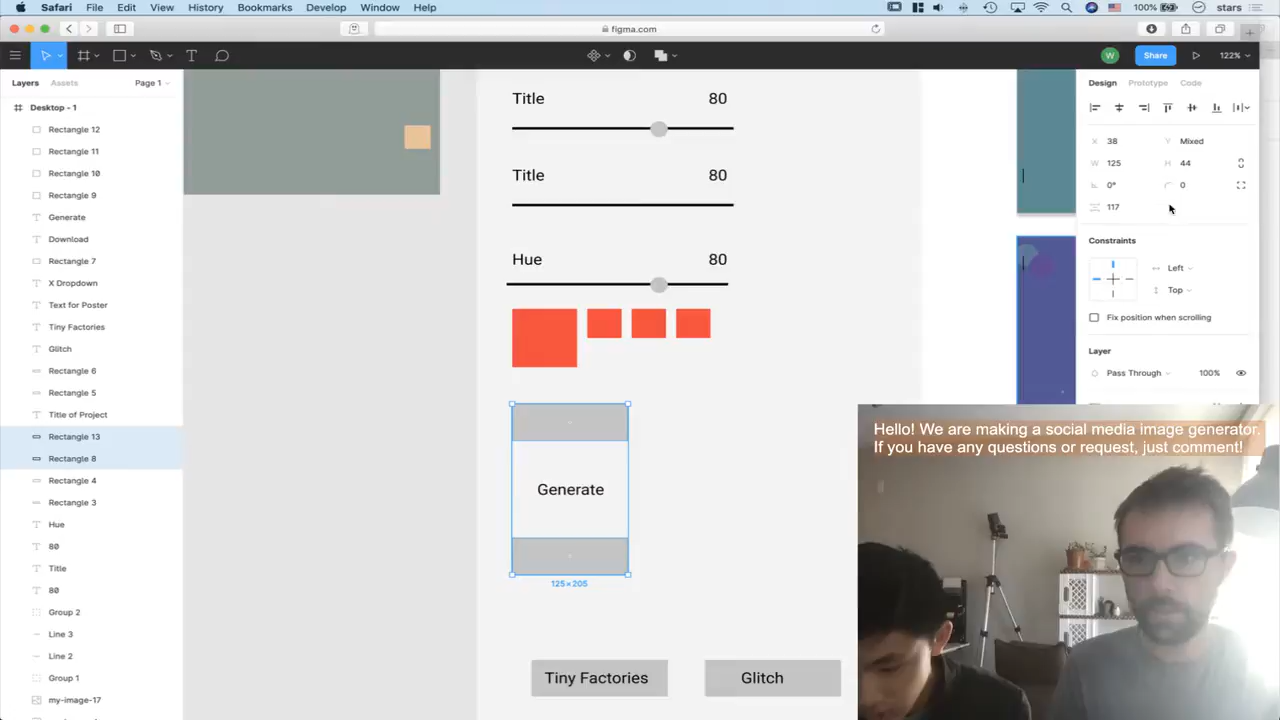 Safari File Edit View History Bookmarks Develop Window Help 100% stars
figma.com
W Share 122%
Layers Assets Page 1
Design Prototype Code
Desktop - 1
Rectangle 12
Rectangle 11
Rectangle 10
Rectangle 9
Generate
Download
Rectangle 7
X Dropdown
Text for Poster
Tiny Factories
Glitch
Rectangle 6
Rectangle 5
Title of Project
Rectangle 13
Rectangle 8
Rectangle 4
Rectangle 3
Hue
80
Title
80
Group 2
Line 3
Line 2
Group 1
my-image-17
Title 80
Title 80
Hue 80
Generate
125 × 205
Tiny Factories Glitch
X 38 Y Mixed
W 125 H 44
0° 0
117
Constraints
Left
Top
Fix position when scrolling
Layer
Pass Through 100%
Hello! We are making a social media image generator.
If you have any questions or request, just comment!